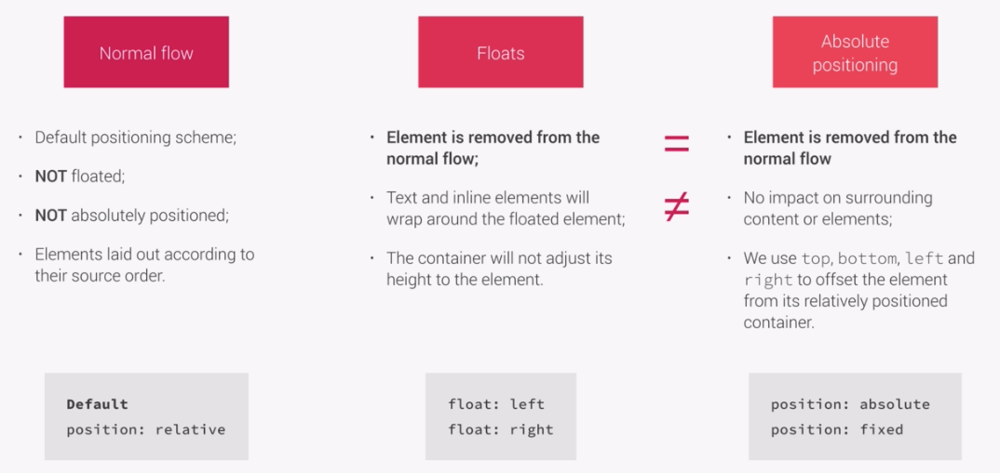 Normal flow
• Default positioning scheme;
• NOT floated;
• NOT absolutely positioned;
• Elements laid out according to
their source order.
Default
position: relative
Floats
• Element is removed from the
normal flow;
• Text and inline elements will
wrap around the floated element;
• The container will not adjust its
height to the element.
float: left
float: right
=
≠
Absolute
positioning
• Element is removed from the
normal flow
• No impact on surrounding
content or elements;
• We use top, bottom, left and
right to offset the element
from its relatively positioned
container.
position: absolute
position: fixed